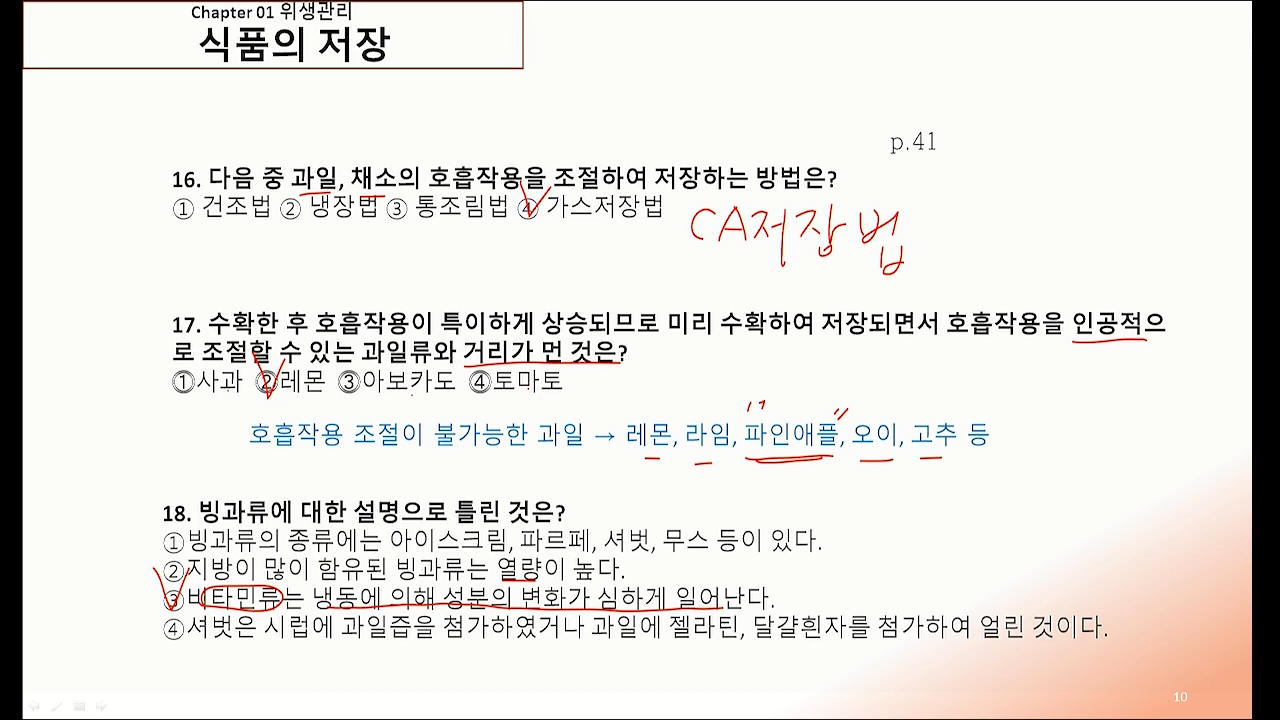 Chapter 01 위생관리
식품의 저장
p.41
16. 다음 중 과일, 채소의 호흡작용을 조절하여 저장하는 방법은?
① 건조법 ② 냉장법 ③ 통조림법 ④ 가스저장법
CA저장법
17. 수확한 후 호흡작용이 특이하게 상승되므로 미리 수확하여 저장되면서 호흡작용을 인공적으
로 조절할 수 있는 과일류와 거리가 먼 것은?
①사과 ②레몬 ③아보카도 ④토마토
호흡작용 조절이 불가능한 과일 → 레몬, 라임, 파인애플, 오이, 고추 등
18. 빙과류에 대한 설명으로 틀린 것은?
①빙과류의 종류에는 아이스크림, 파르페, 셔벗, 무스 등이 있다.
②지방이 많이 함유된 빙과류는 열량이 높다.
③비타민류는 냉동에 의해 성분의 변화가 심하게 일어난다.
④셔벗은 시럽에 과일즙을 첨가하였거나 과일에 젤라틴, 달걀흰자를 첨가하여 얼린 것이다.
10